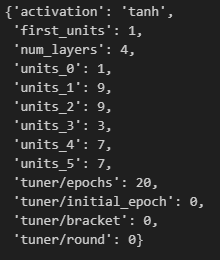 {'activation': 'tanh',
 'first_units': 1,
 'num_layers': 4,
 'units_0': 1,
 'units_1': 9,
 'units_2': 9,
 'units_3': 3,
 'units_4': 7,
 'units_5': 7,
 'tuner/epochs': 20,
 'tuner/initial_epoch': 0,
 'tuner/bracket': 0,
 'tuner/round': 0}